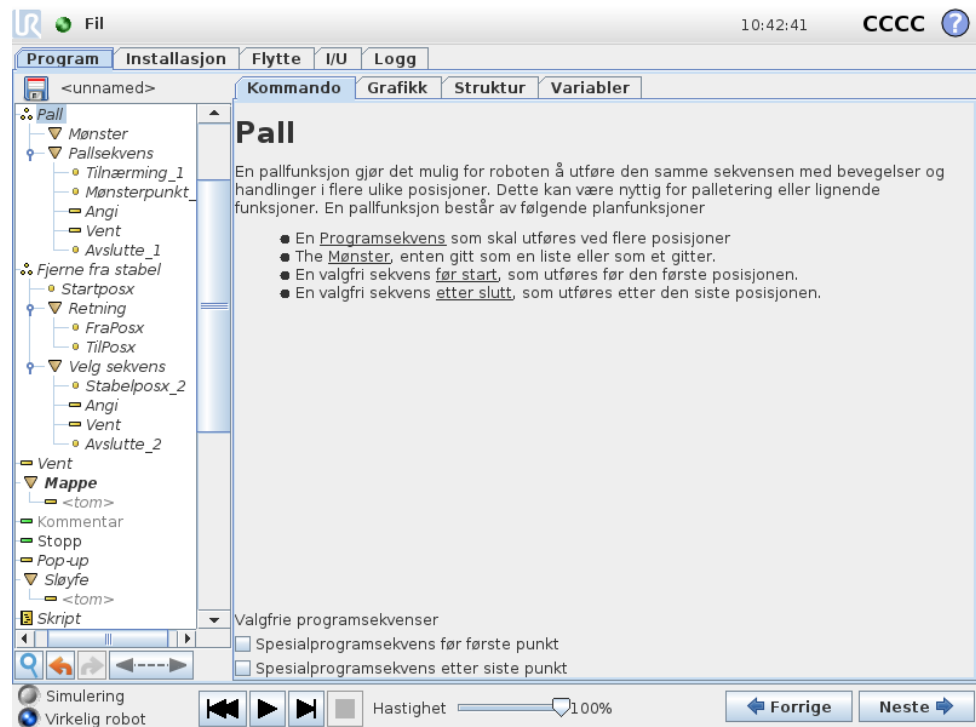 UR Fil 10:42:41 CCCC ?
Program Installasjon Flytte I/U Logg
<unnamed>
Kommando Grafikk Struktur Variabler
Pall
Mønster
Pallsekvens
Tilnærming_1
Mønsterpunkt_
Angi
Vent
Avslutte_1
Fjerne fra stabel
Startposx
Retning
FraPosx
TilPosx
Velg sekvens
Stabelposx_2
Angi
Vent
Avslutte_2
Vent
Mappe
<tom>
Kommentar
Stopp
Pop-up
Sløyfe
<tom>
Skript
Pall
En pallfunksjon gjør det mulig for roboten å utføre den samme sekvensen med bevegelser og
handlinger i flere ulike posisjoner. Dette kan være nyttig for palletering eller lignende
funksjoner. En pallfunksjon består av følgende planfunksjoner
En Programsekvens som skal utføres ved flere posisjoner
The Mønster, enten gitt som en liste eller som et gitter.
En valgfri sekvens før start, som utføres før den første posisjonen.
En valgfri sekvens etter slutt, som utføres etter den siste posisjonen.
Valgfrie programsekvenser
Spesialprogramsekvens før første punkt
Spesialprogramsekvens etter siste punkt
Simulering
Virkelig robot
Hastighet 100%
Forrige Neste